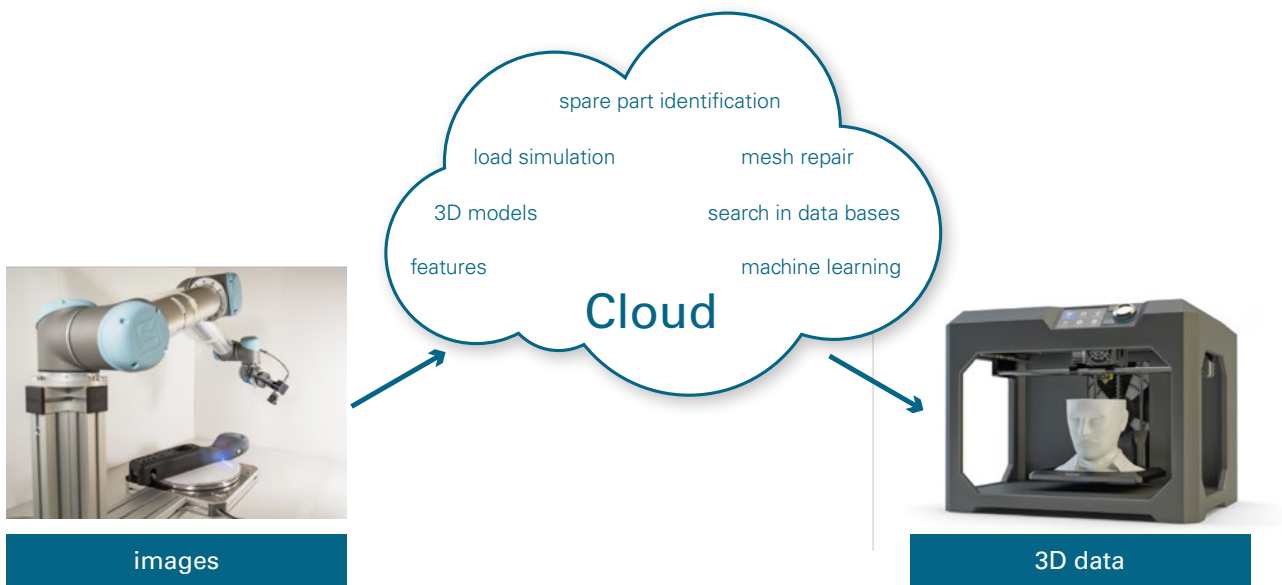 spare part identification
load simulation
mesh repair
3D models
search in data bases
features
machine learning
Cloud
images
3D data